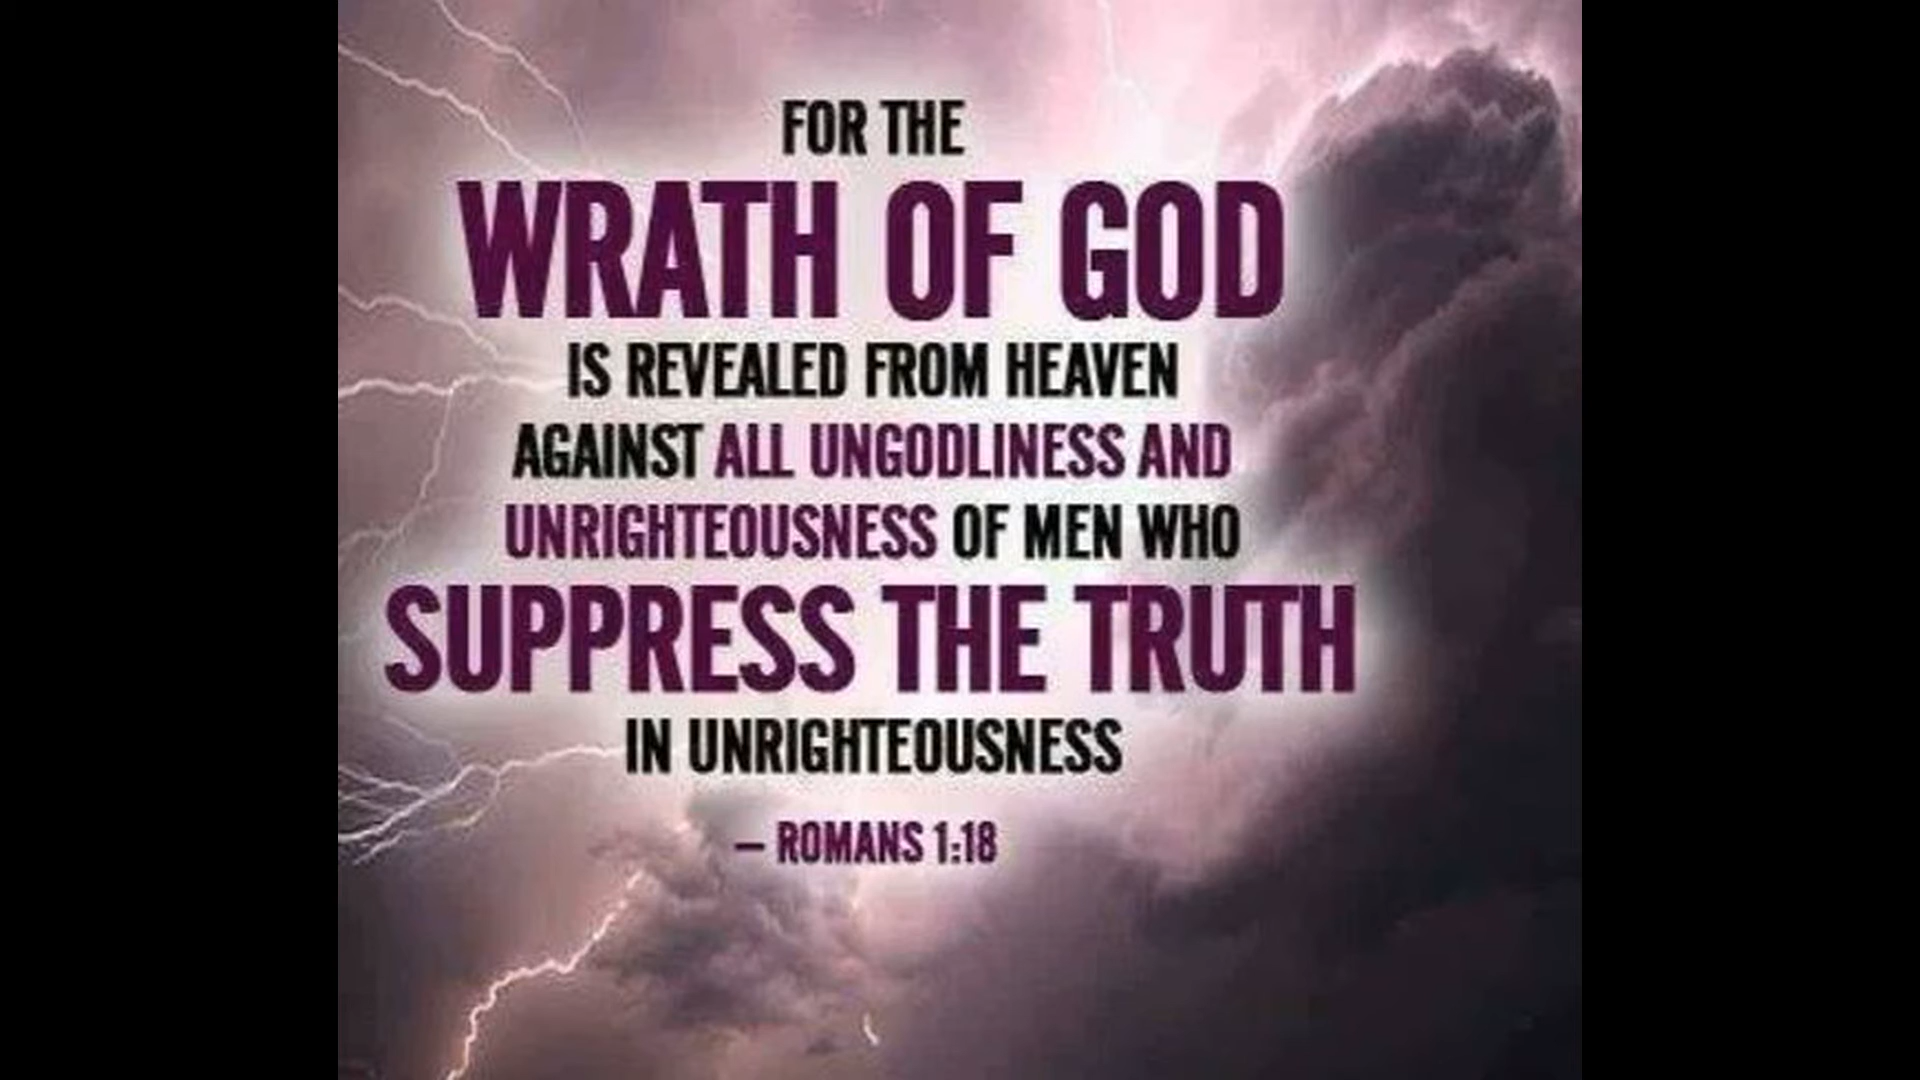 FOR THE
WRATH OF GOD
IS REVEALED FROM HEAVEN
AGAINST ALL UNGODLINESS AND
UNRIGHTEOUSNESS OF MEN WHO
SUPPRESS THE TRUTH
IN UNRIGHTEOUSNESS
– ROMANS 1:18